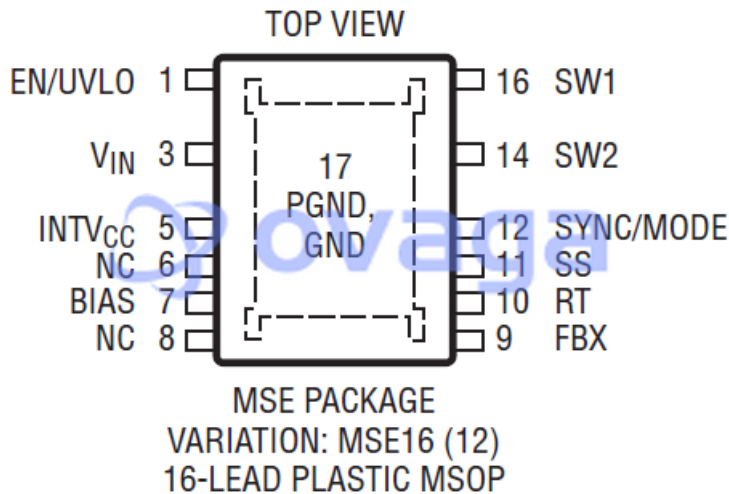 TOP VIEW
EN/UVLO 1 16 SW1
VIN 3 14 SW2
17
PGND,
GND
INTVCC 5 12 SYNC/MODE
NC 6 11 SS
BIAS 7 10 RT
NC 8 9 FBX
ovaga
MSE PACKAGE
VARIATION: MSE16 (12)
16-LEAD PLASTIC MSOP